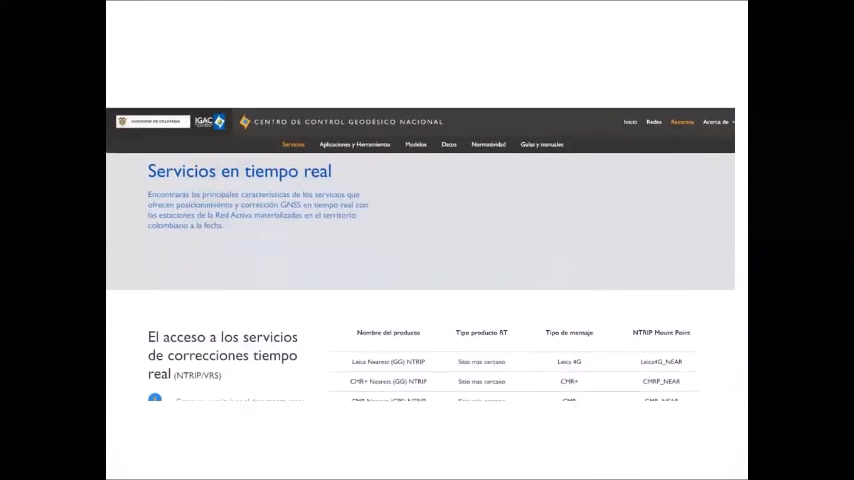 GOBIERNO DE COLOMBIA
IGAC
CENTRO DE CONTROL GEODÉSICO NACIONAL
Inicio Redes Recursos Acerca de
Servicios Aplicaciones y Herramientas Modelos Datos Normatividad Guías y manuales
Servicios en tiempo real
Encontrarás las principales características de los servicios que
ofrecen posicionamiento y corrección GNSS en tiempo real con
las estaciones de la Red Activa materializadas en el territorio
colombiano a la fecha.
El acceso a los servicios
de correcciones tiempo
real (NTRIP/VRS)
Nombre del producto Tipo producto RT Tipo de mensaje NTRIP Mount Point
Leica Nearest (GG) NTRIP Sitio más cercano Leica 4G Leica4G_NEAR
CMR+ Nearest (GG) NTRIP Sitio más cercano CMR+ CMRP_NEAR